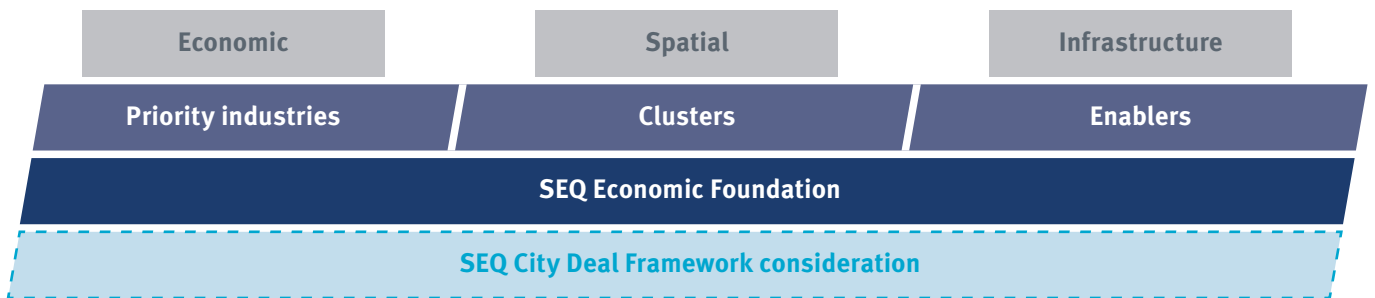 Economic
Spatial
Infrastructure
Priority industries
Clusters
Enablers
SEQ Economic Foundation
SEQ City Deal Framework consideration